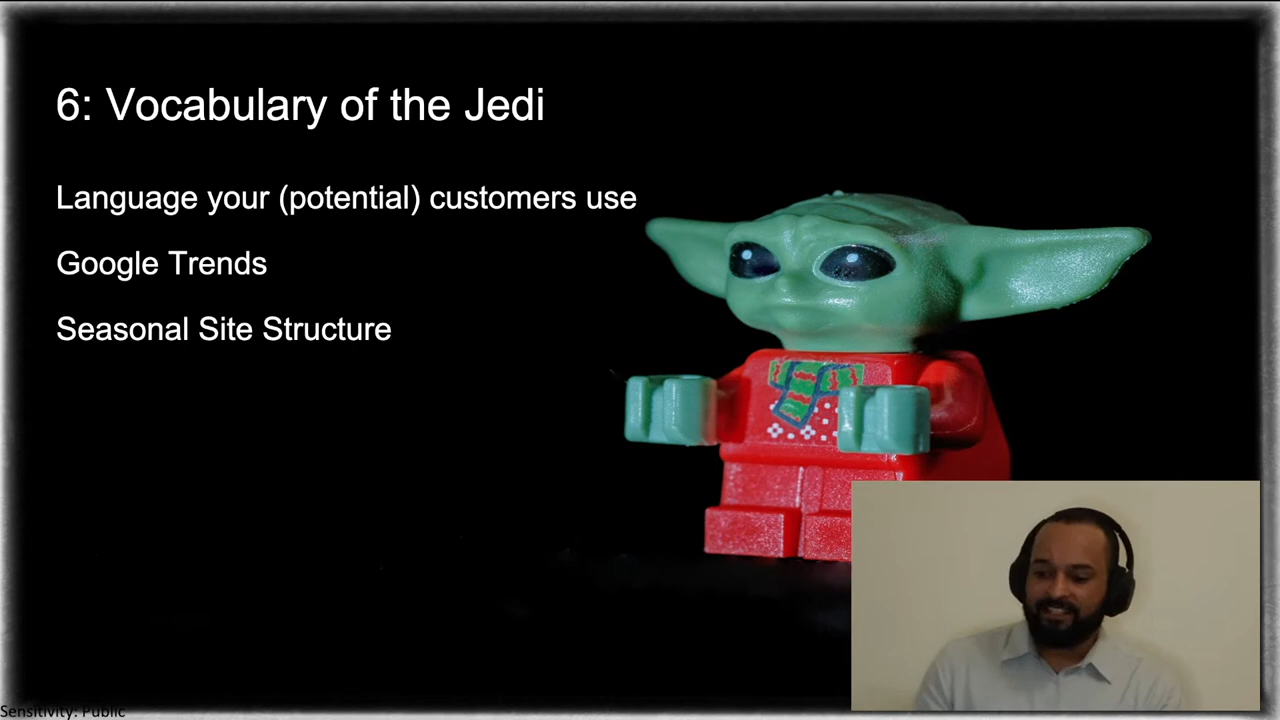 6: Vocabulary of the Jedi
Language your (potential) customers use
Google Trends
Seasonal Site Structure
Sensitivity: Public